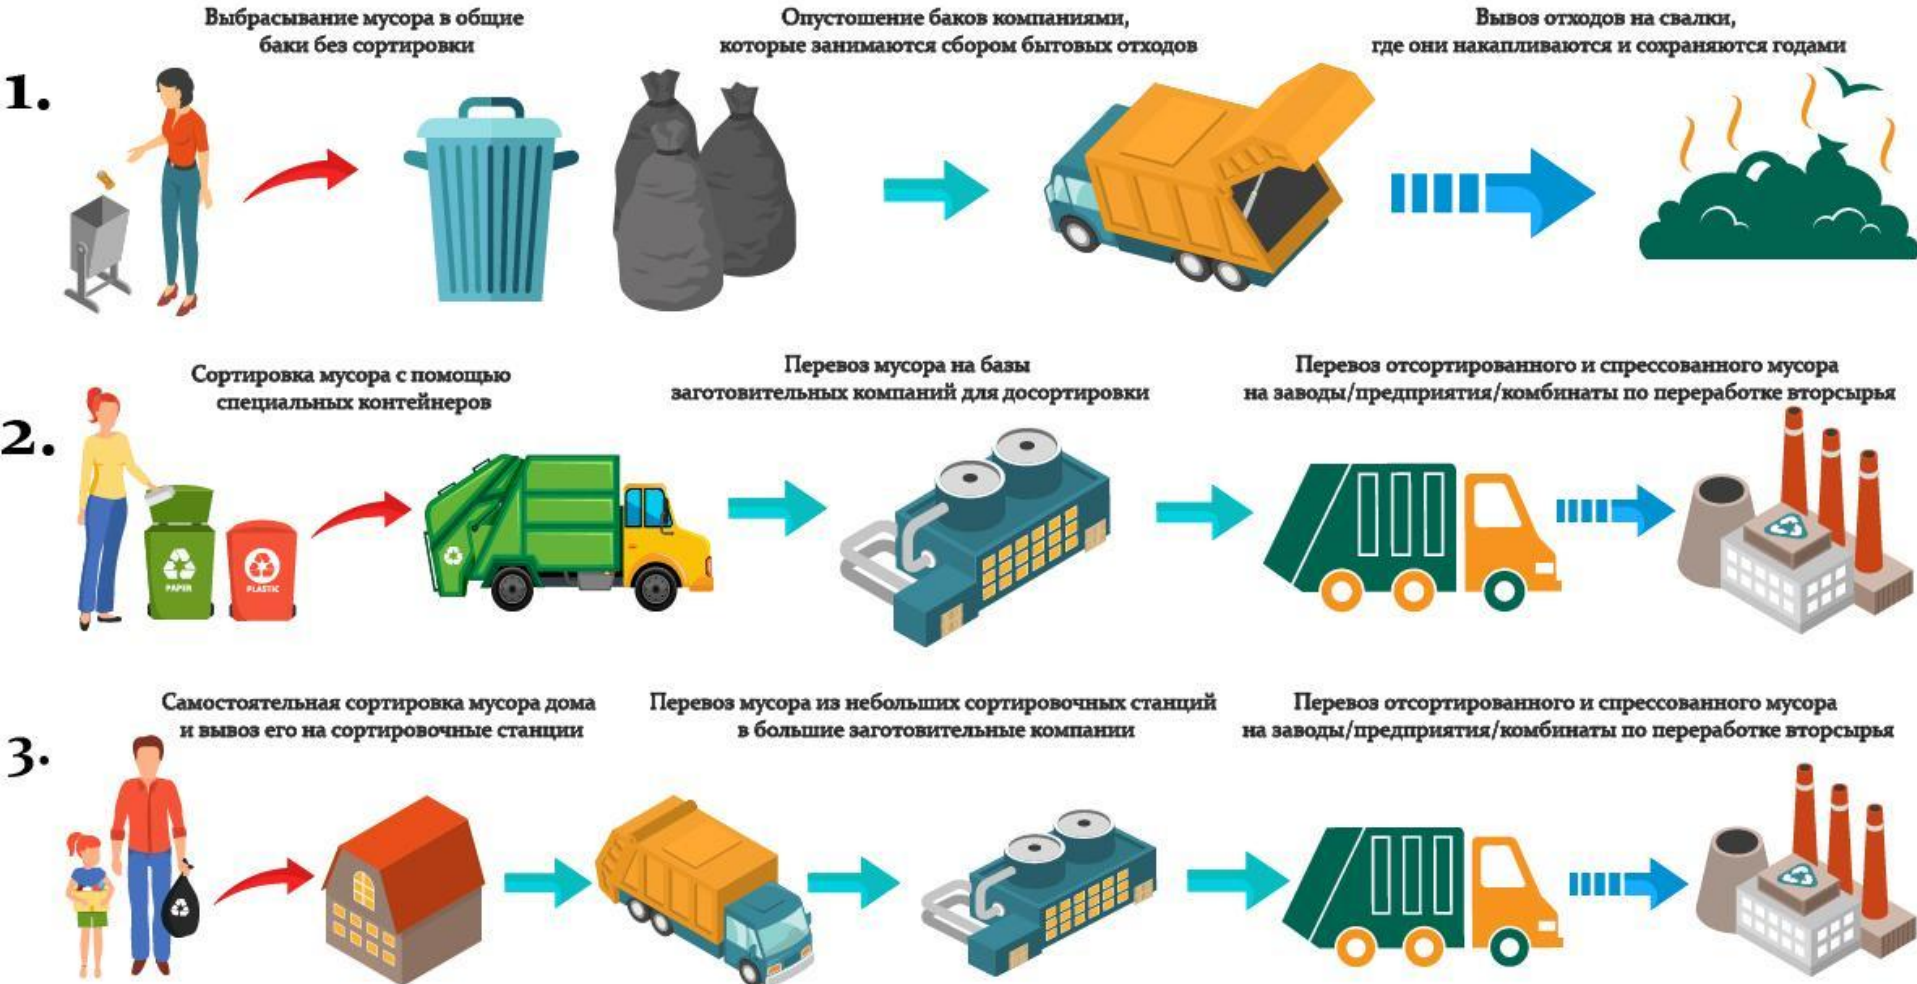 Выбрасывание мусора в общие
баки без сортировки
Опустошение баков компаниями,
которые занимаются сбором бытовых отходов
Вывоз отходов на свалки,
где они накапливаются и сохраняются годами
1.
Сортировка мусора с помощью
специальных контейнеров
Перевоз мусора на базы
заготовительных компаний для досортировки
Перевоз отсортированного и спрессованного мусора
на заводы/предприятия/комбинаты по переработке вторсырья
2.
PAPER
PLASTIC
Самостоятельная сортировка мусора дома
и вывоз его на сортировочные станции
Перевоз мусора из небольших сортировочных станций
в большие заготовительные компании
Перевоз отсортированного и спрессованного мусора
на заводы/предприятия/комбинаты по переработке вторсырья
3.